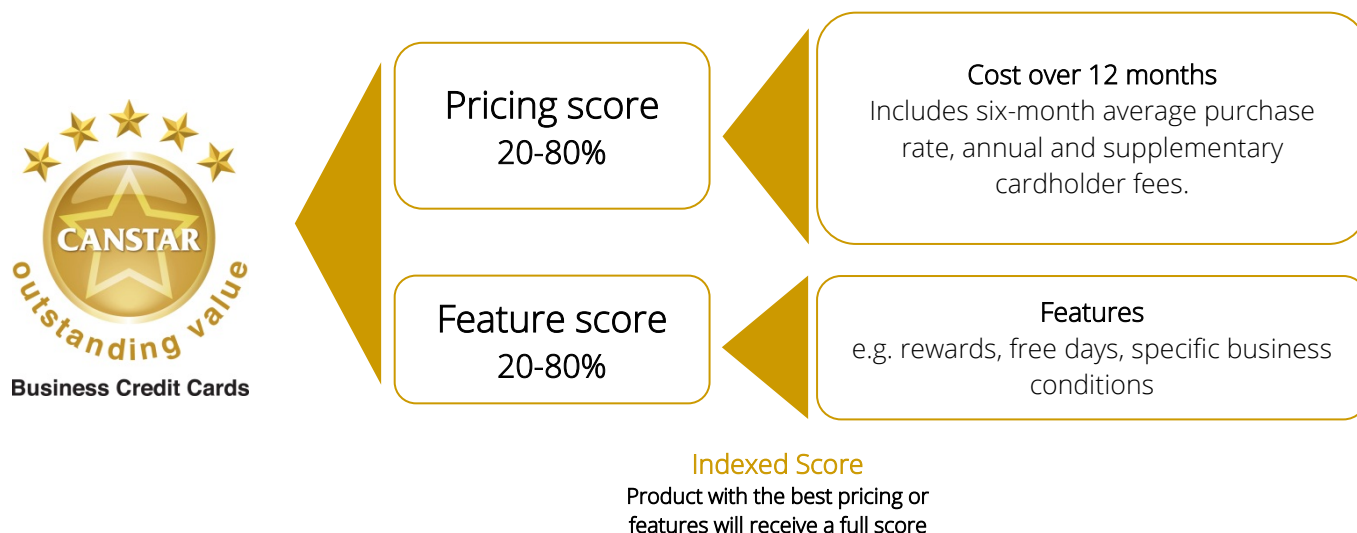 CANSTAR
outstanding value
Business Credit Cards
Pricing score
20-80%
Cost over 12 months
Includes six-month average purchase
rate, annual and supplementary
cardholder fees.
Feature score
20-80%
Features
e.g. rewards, free days, specific business
conditions
Indexed Score
Product with the best pricing or
features will receive a full score